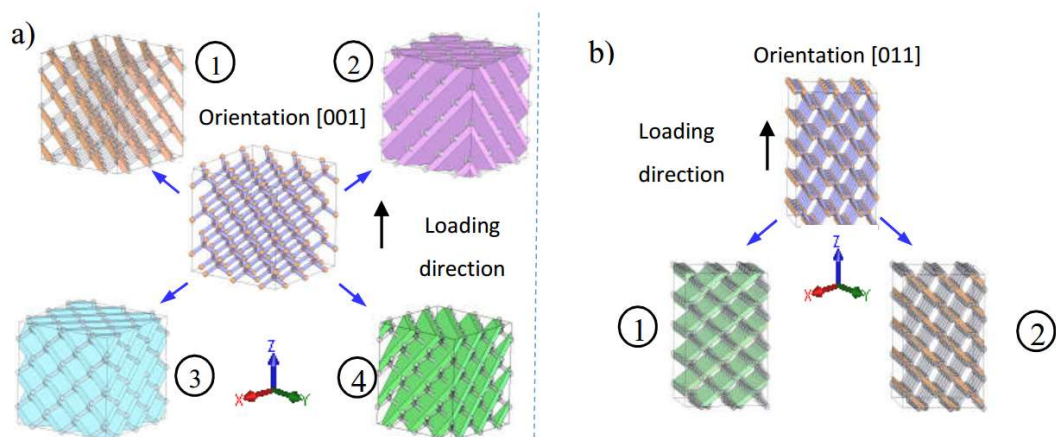 a)
1
2
Orientation [001]
Loading
direction
3
4
Z
X
Y
b)
Orientation [011]
Loading
direction
Z
X
Y
1
2